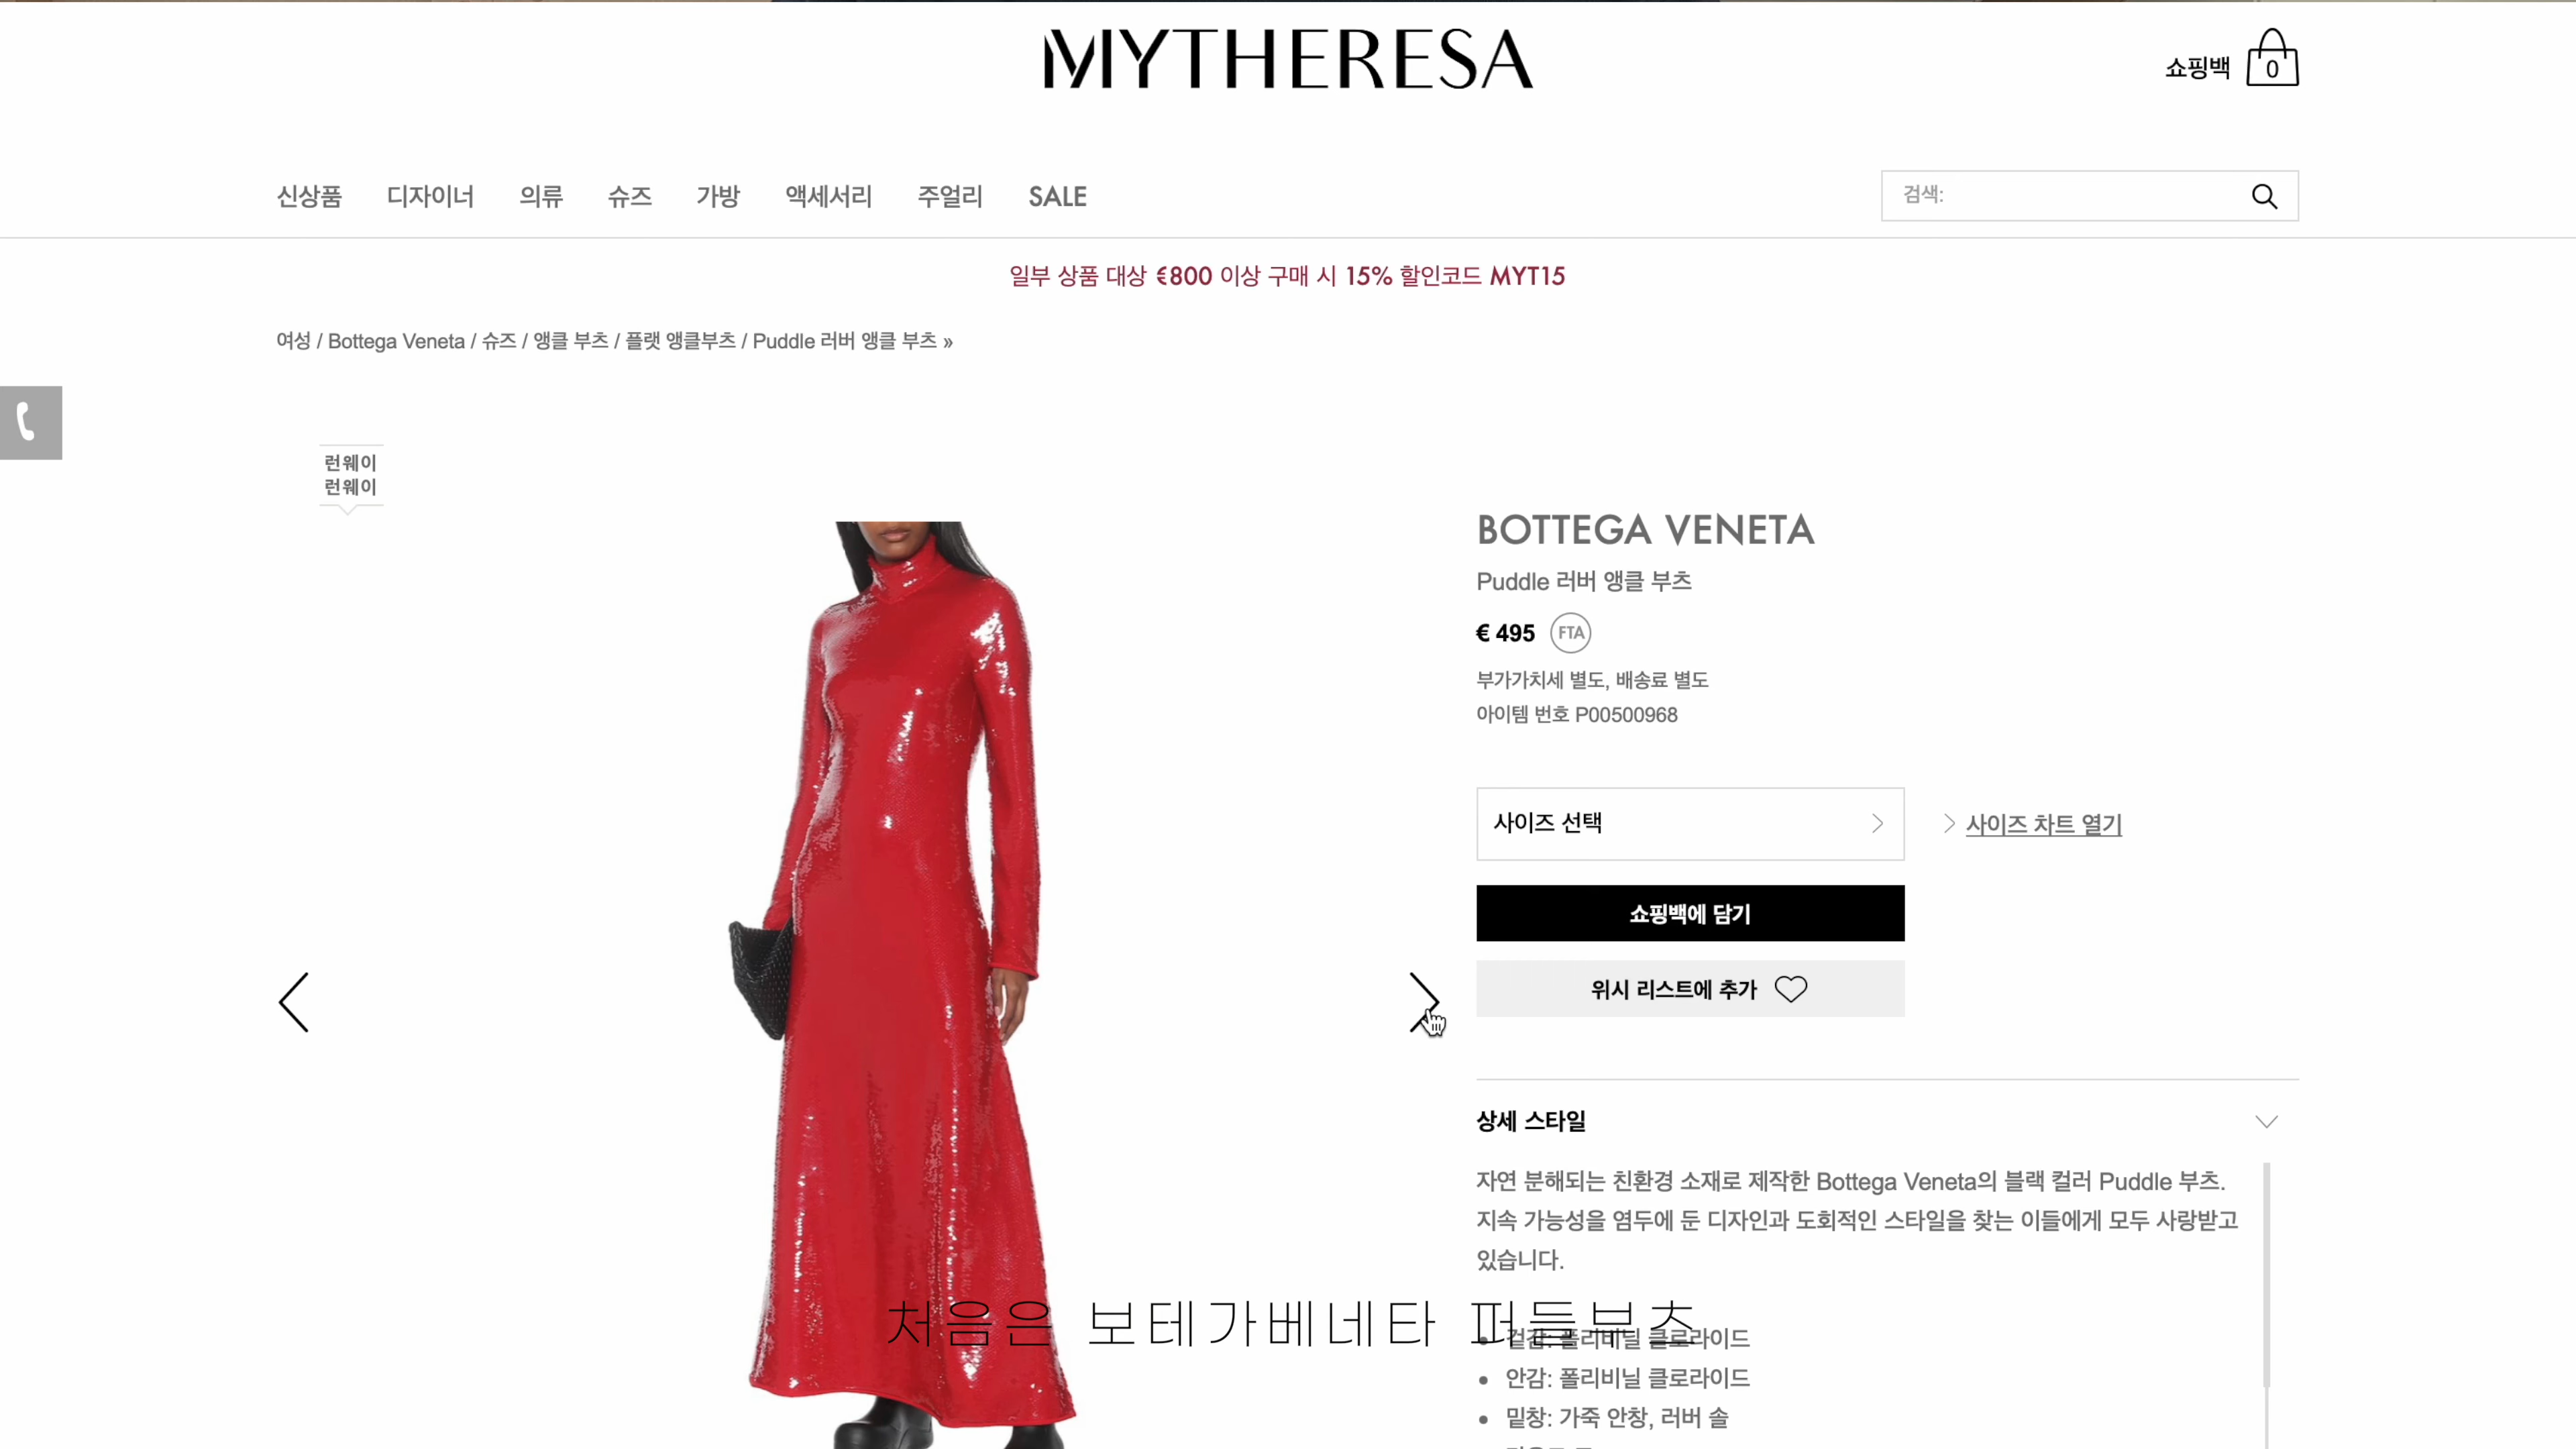 MYTHERESA
쇼핑백 0
신상품 디자이너 의류 슈즈 가방 액세서리 주얼리 SALE
검색:
일부 상품 대상 €800 이상 구매 시 15% 할인코드 MYT15
여성 / Bottega Veneta / 슈즈 / 앵클 부츠 / 플랫 앵클부츠 / Puddle 러버 앵클 부츠 »
런웨이
런웨이
BOTTEGA VENETA
Puddle 러버 앵클 부츠
€ 495 FTA
부가가치세 별도, 배송료 별도
아이템 번호 P00500968
사이즈 선택
사이즈 차트 열기
쇼핑백에 담기
위시 리스트에 추가
상세 스타일
자연 분해되는 친환경 소재로 제작한 Bottega Veneta의 블랙 컬러 Puddle 부츠.
지속 가능성을 염두에 둔 디자인과 도회적인 스타일을 찾는 이들에게 모두 사랑받고
있습니다.
처음은 보테가베네타 퍼들부츠
겉감: 폴리비닐 클로라이드
안감: 폴리비닐 클로라이드
밑창: 가죽 안창, 러버 솔